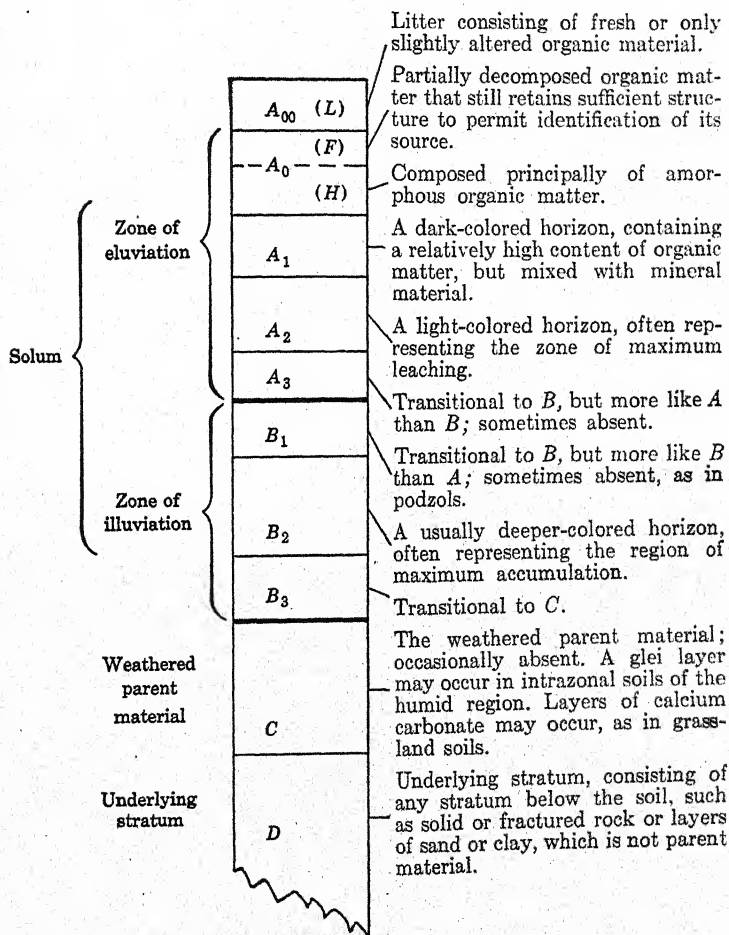 Litter consisting of fresh or only
slightly altered organic material.
Partially decomposed organic mat-
ter that still retains sufficient struc-
ture to permit identification of its
source.
Composed principally of amor-
phous organic matter.
A dark-colored horizon, containing
a relatively high content of organic
matter, but mixed with mineral
material.
A light-colored horizon, often rep-
resenting the zone of maximum
leaching.
Transitional to B, but more like A
than B; sometimes absent.
Transitional to B, but more like B
than A; sometimes absent, as in
podzols.
A usually deeper-colored horizon,
often representing the region of
maximum accumulation.
Transitional to C.
The weathered parent material;
occasionally absent. A glei layer
may occur in intrazonal soils of the
humid region. Layers of calcium
carbonate may occur, as in grass-
land soils.
Underlying stratum, consisting of
any stratum below the soil, such
as solid or fractured rock or layers
of sand or clay, which is not parent
material.
A₀₀ (L)
(F)
A₀
(H)
A₁
A₂
A₃
B₁
B₂
B₃
C
D
Zone of
eluviation
Solum
Zone of
illuviation
Weathered
parent
material
Underlying
stratum